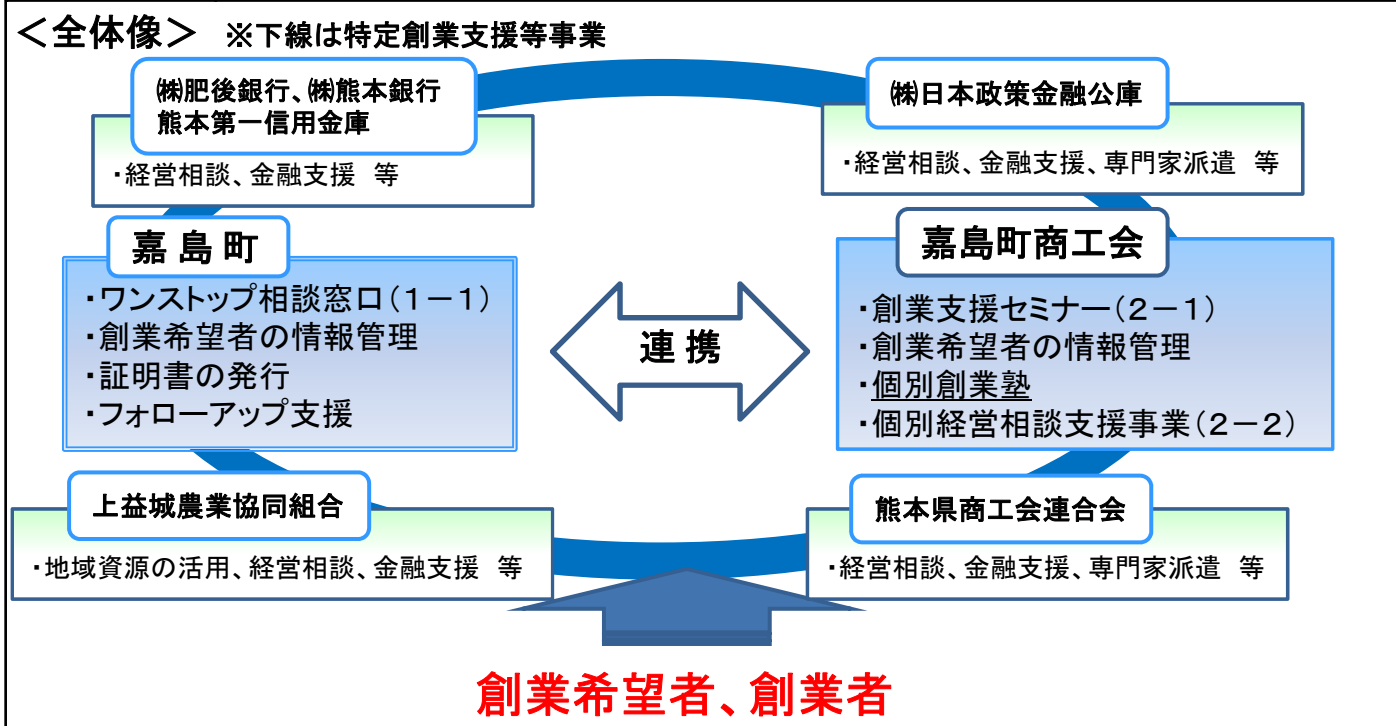 ＜全体像＞ ※下線は特定創業支援等事業
㈱肥後銀行、㈱熊本銀行
熊本第一信用金庫
・経営相談、金融支援 等
㈱日本政策金融公庫
・経営相談、金融支援、専門家派遣 等
嘉島町
・ワンストップ相談窓口（１－１）
・創業希望者の情報管理
・証明書の発行
・フォローアップ支援
連携
嘉島町商工会
・創業支援セミナー（２－１）
・創業希望者の情報管理
・個別創業塾
・個別経営相談支援事業（２－２）
上益城農業協同組合
・地域資源の活用、経営相談、金融支援 等
熊本県商工会連合会
・経営相談、金融支援、専門家派遣 等
創業希望者、創業者